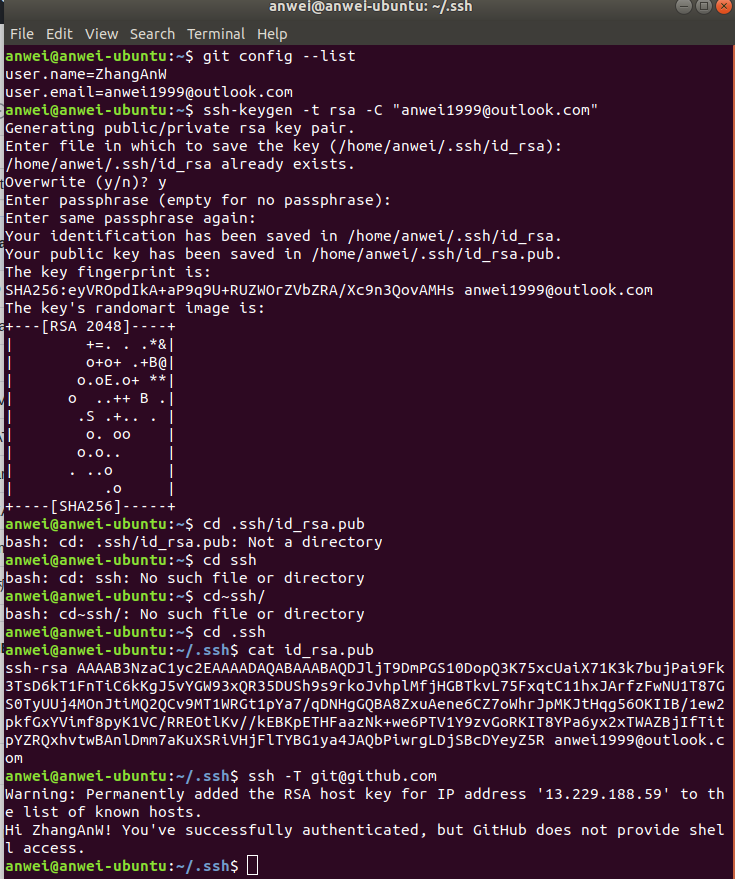 anwei@anwei-ubuntu: ~/.ssh
File Edit View Search Terminal Help
anwei@anwei-ubuntu:~$ git config --list
user.name=ZhangAnW
user.email=anwei1999@outlook.com
anwei@anwei-ubuntu:~$ ssh-keygen -t rsa -C "anwei1999@outlook.com"
Generating public/private rsa key pair.
Enter file in which to save the key (/home/anwei/.ssh/id_rsa):
/home/anwei/.ssh/id_rsa already exists.
Overwrite (y/n)? y
Enter passphrase (empty for no passphrase):
Enter same passphrase again:
Your identification has been saved in /home/anwei/.ssh/id_rsa.
Your public key has been saved in /home/anwei/.ssh/id_rsa.pub.
The key fingerprint is:
SHA256:eyVROpdIkA+aP9q9U+RUZWOrZVbZRA/Xc9n3QovAMHs anwei1999@outlook.com
The key's randomart image is:
+---[RSA 2048]----+
|        +=. . .*&|
|        o+o+ .+B@|
|       o.oE.o+ **|
|      o  ..++ B .|
|       .S .+.. . |
|        o. oo    |
|       o.o..     |
|      . ..o      |
|          .o     |
+----[SHA256]-----+
anwei@anwei-ubuntu:~$ cd .ssh/id_rsa.pub
bash: cd: .ssh/id_rsa.pub: Not a directory
anwei@anwei-ubuntu:~$ cd ssh
bash: cd: ssh: No such file or directory
anwei@anwei-ubuntu:~$ cd~ssh/
bash: cd~ssh/: No such file or directory
anwei@anwei-ubuntu:~$ cd .ssh
anwei@anwei-ubuntu:~/.ssh$ cat id_rsa.pub
ssh-rsa AAAAB3NzaC1yc2EAAAADAQABAAABAQDJljT9DmPGS10DopQ3K75xcUaiX71K3k7bujPai9Fk
3TsD6kT1FnTiC6kKgJ5vYGW93xQR35DUSh9s9rkoJvhplMfjHGBTkvL75FxqtC11hxJArfzFwNU1T87G
S0TyUUj4MOnJtiMQ2QCv9MT1WRGt1pYa7/qDNHgGQBA8ZxuAene6CZ7oWhrJpMKJtHqg56OKIIB/1ew2
pkfGxYVimf8pyK1VC/RREOtlKv//kEBKpETHFaazNk+we6PTV1Y9zvGoRKIT8YPa6yx2xTWAZBjIfTit
pYZRQxhvtwBAnlDmm7aKuXSRiVHjFlTYBG1ya4JAQbPiwrgLDjSBcDYeyZ5R anwei1999@outlook.c
om
anwei@anwei-ubuntu:~/.ssh$ ssh -T git@github.com
Warning: Permanently added the RSA host key for IP address '13.229.188.59' to th
e list of known hosts.
Hi ZhangAnW! You've successfully authenticated, but GitHub does not provide shel
l access.
anwei@anwei-ubuntu:~/.ssh$